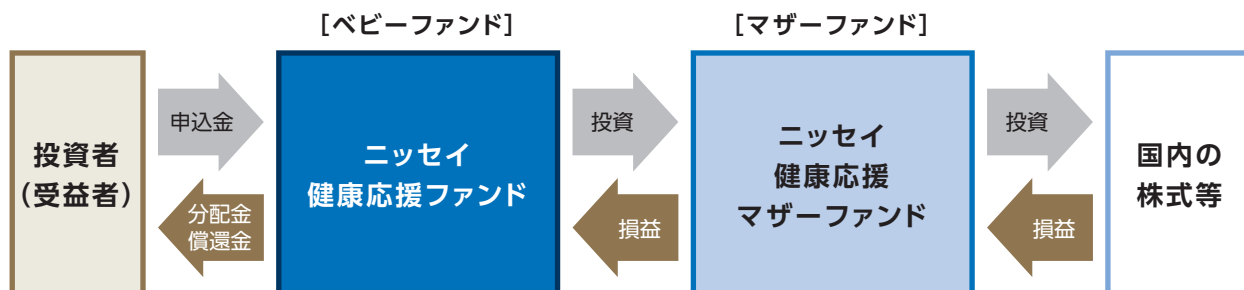 [ベビーファンド]
[マザーファンド]
投資者
(受益者)
申込金
分配金
償還金
ニッセイ
健康応援ファンド
投資
損益
ニッセイ
健康応援
マザーファンド
投資
損益
国内の
株式等